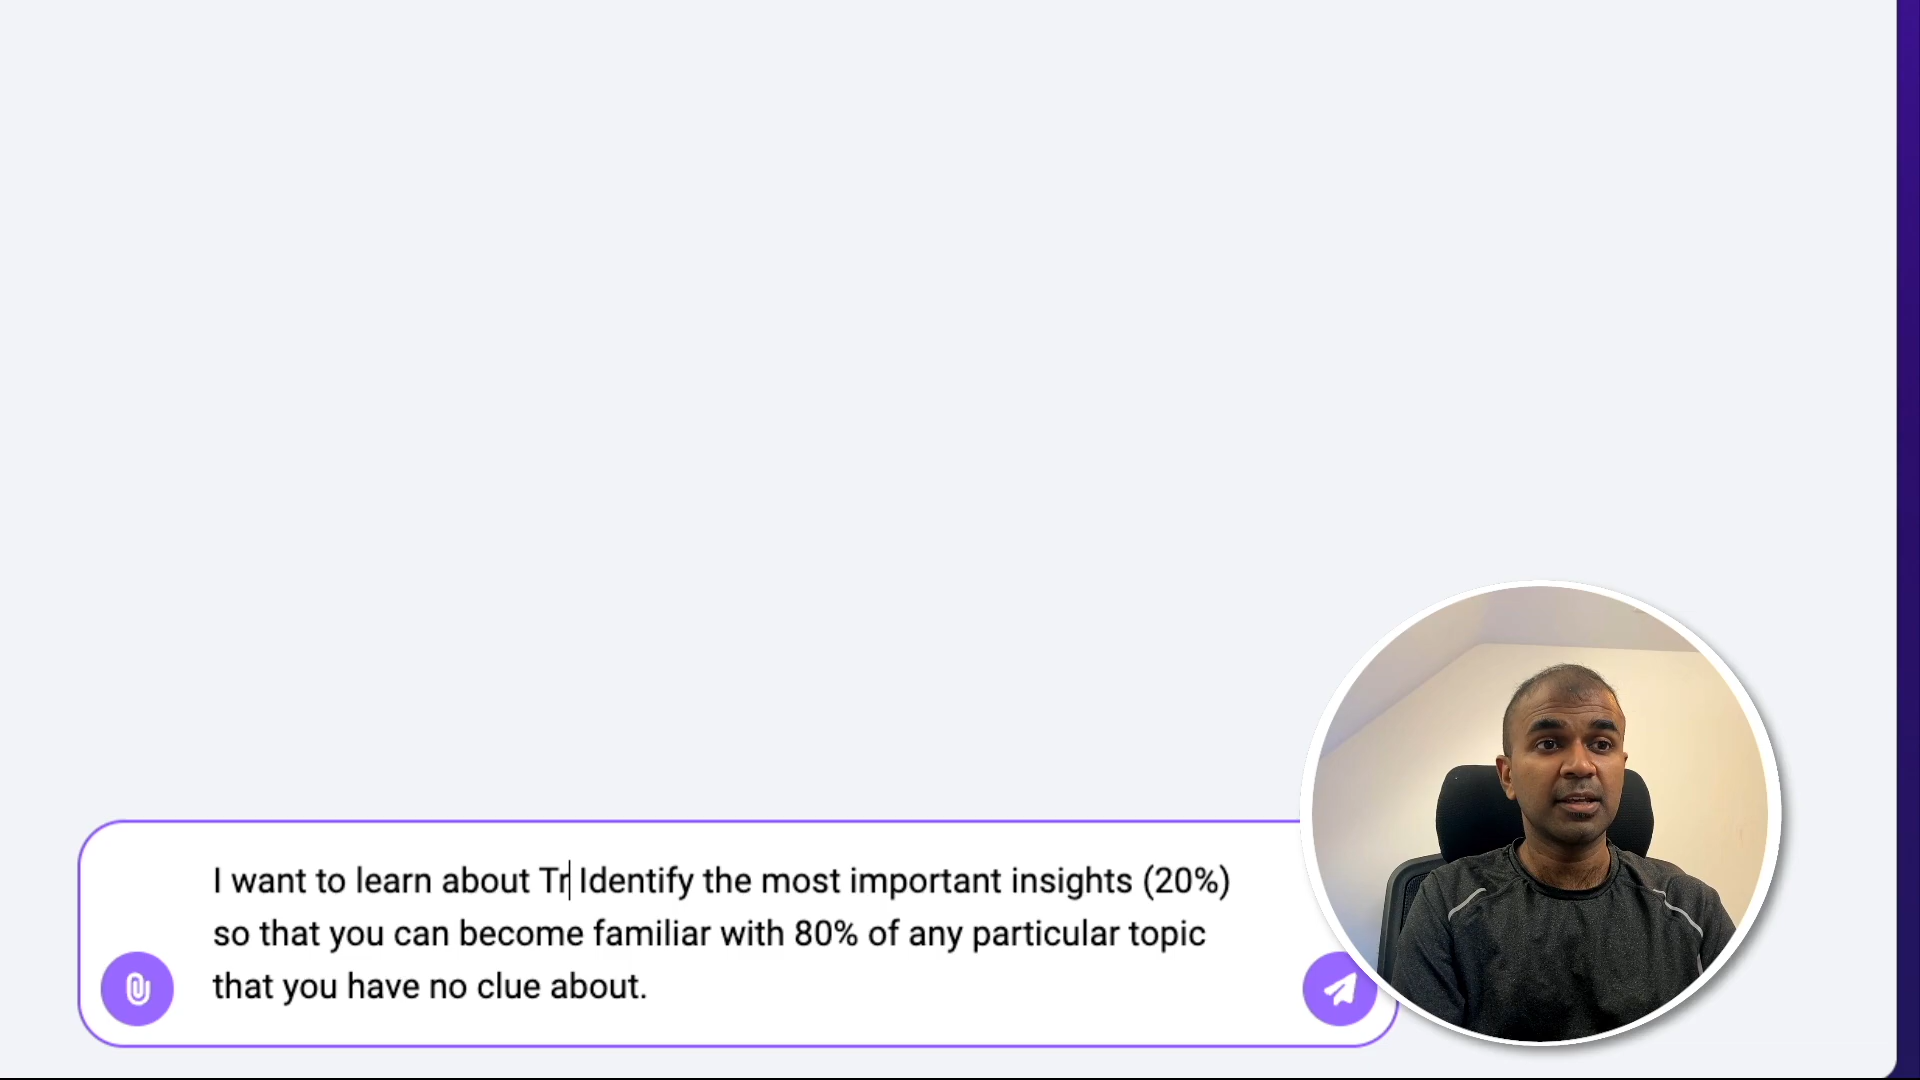 I want to learn about Tr Identify the most important insights (20%)
so that you can become familiar with 80% of any particular topic
that you have no clue about.